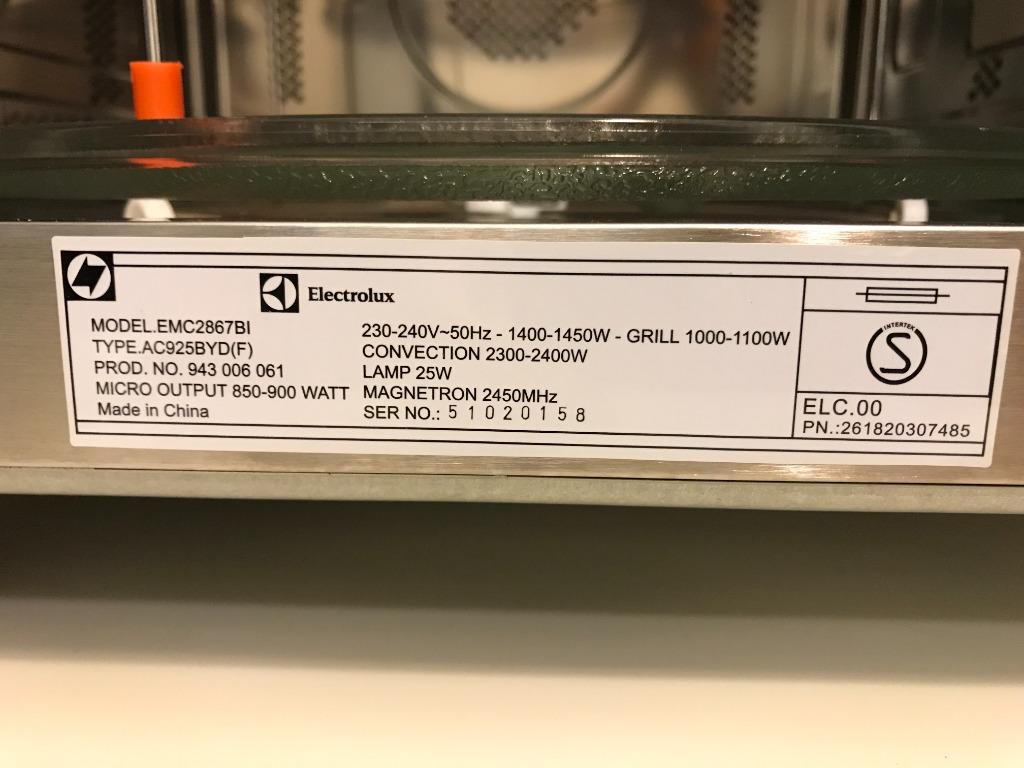 Electrolux
MODEL.EMC2867BI
TYPE.AC925BYD(F)
PROD. NO. 943 006 061
MICRO OUTPUT 850-900 WATT
Made in China
230-240V~50Hz - 1400-1450W - GRILL 1000-1100W
CONVECTION 2300-2400W
LAMP 25W
MAGNETRON 2450MHz
SER NO.: 51020158
INTERTEK
S
ELC.00
PN.:261820307485